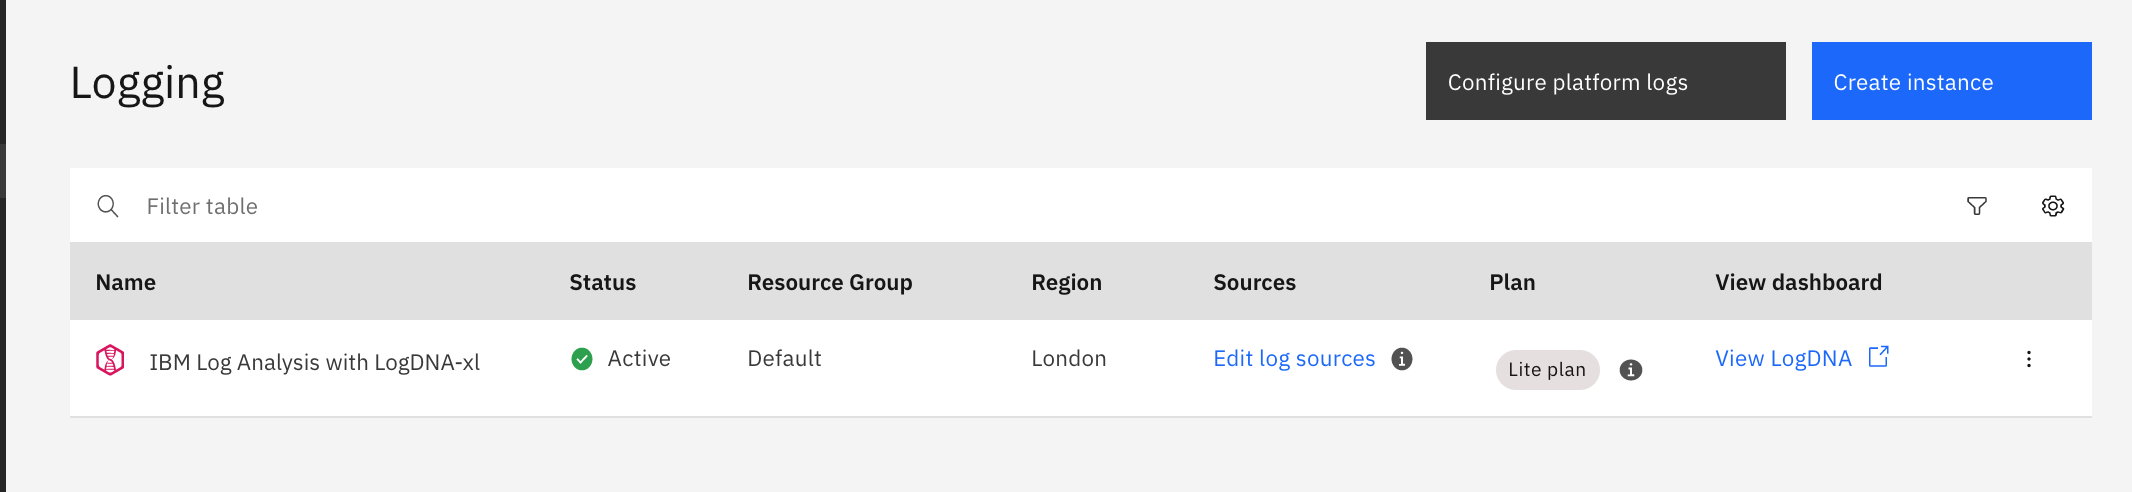 Logging
Configure platform logs
Create instance
Filter table
Name Status Resource Group Region Sources Plan View dashboard
IBM Log Analysis with LogDNA-xl Active Default London Edit log sources Lite plan View LogDNA